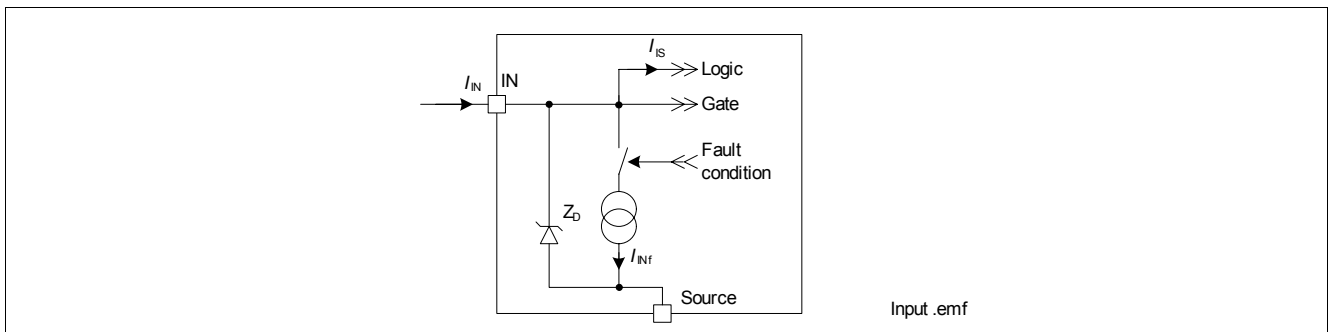 I_IS
Logic
I_IN
IN
Gate
Fault
condition
Z_D
I_INf
Source
Input .emf